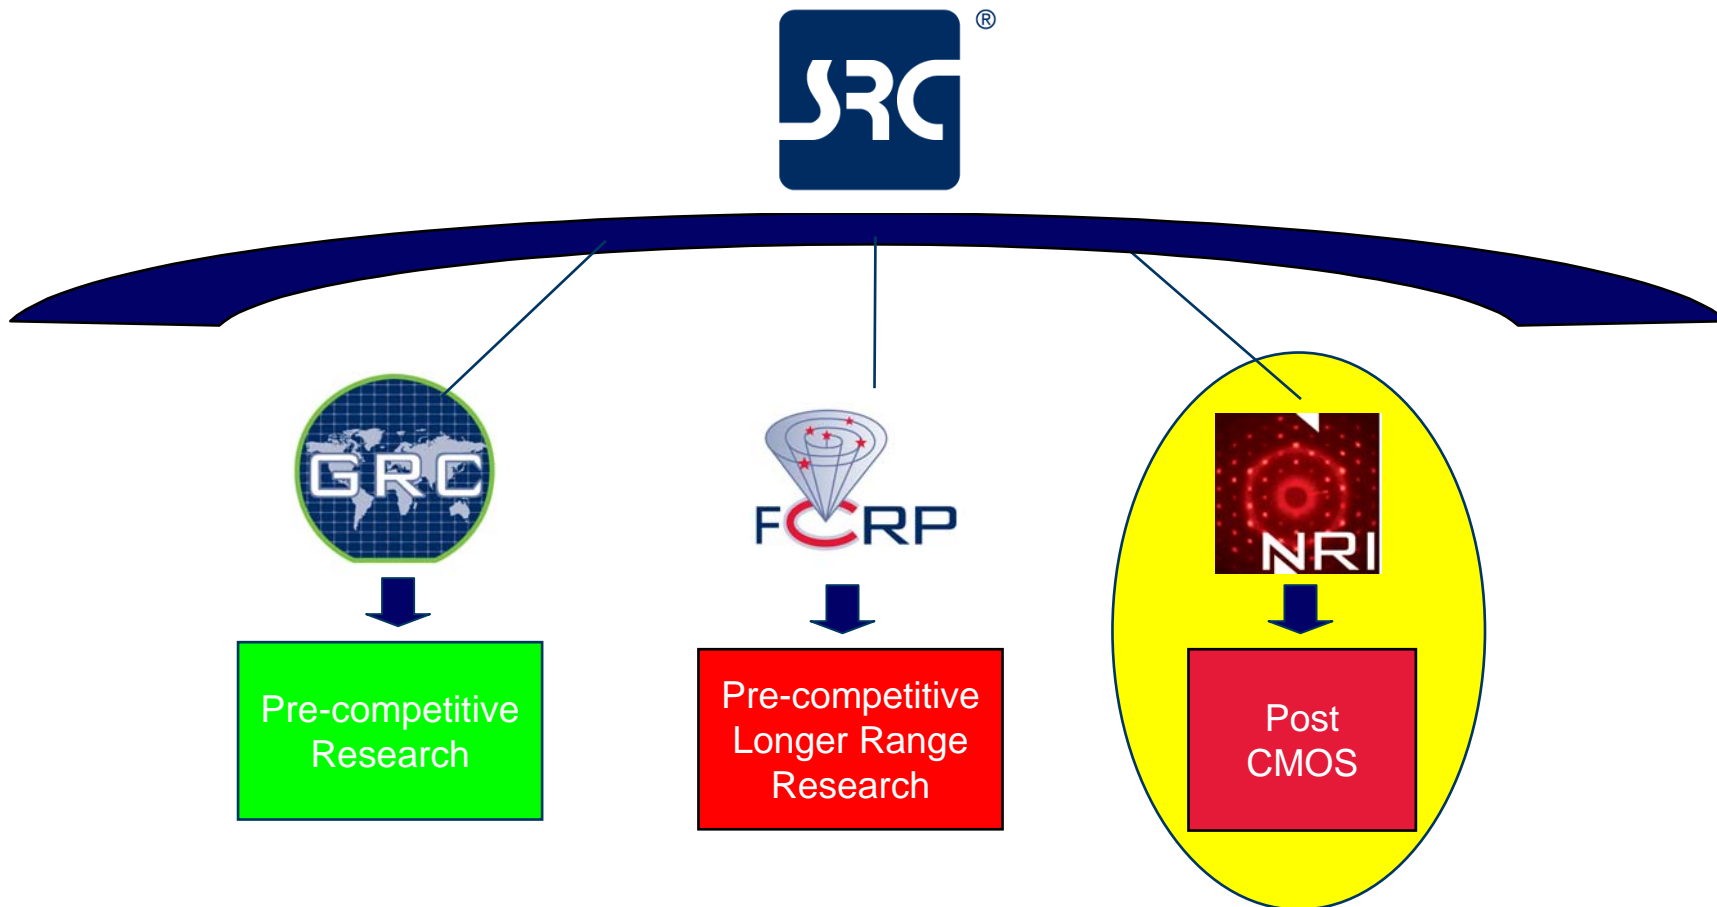 SRC ®
GRC
FCRP
NRI
Pre-competitive
Research
Pre-competitive
Longer Range
Research
Post
CMOS